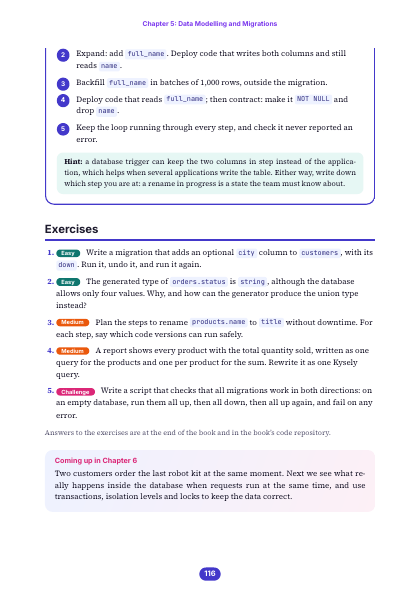 Chapter 5: Data Modelling and Migrations
2 Expand: add full_name. Deploy code that writes both columns and still
reads name.
3 Backfill full_name in batches of 1,000 rows, outside the migration.
4 Deploy code that reads full_name; then contract: make it NOT NULL and
drop name.
5 Keep the loop running through every step, and check it never reported an
error.
Hint: a database trigger can keep the two columns in step instead of the applica-
tion, which helps when several applications write the table. Either way, write down
which step you are at: a rename in progress is a state the team must know about.
Exercises
1. Easy Write a migration that adds an optional city column to customers, with its
down. Run it, undo it, and run it again.
2. Easy The generated type of orders.status is string, although the database
allows only four values. Why, and how can the generator produce the union type
instead?
3. Medium Plan the steps to rename products.name to title without downtime. For
each step, say which code versions can run safely.
4. Medium A report shows every product with the total quantity sold, written as one
query for the products and one per product for the sum. Rewrite it as one Kysely
query.
5. Challenge Write a script that checks that all migrations work in both directions: on
an empty database, run them all up, then all down, then all up again, and fail on any
error.
Answers to the exercises are at the end of the book and in the book's code repository.
Coming up in Chapter 6
Two customers order the last robot kit at the same moment. Next we see what re-
ally happens inside the database when requests run at the same time, and use
transactions, isolation levels and locks to keep the data correct.
116